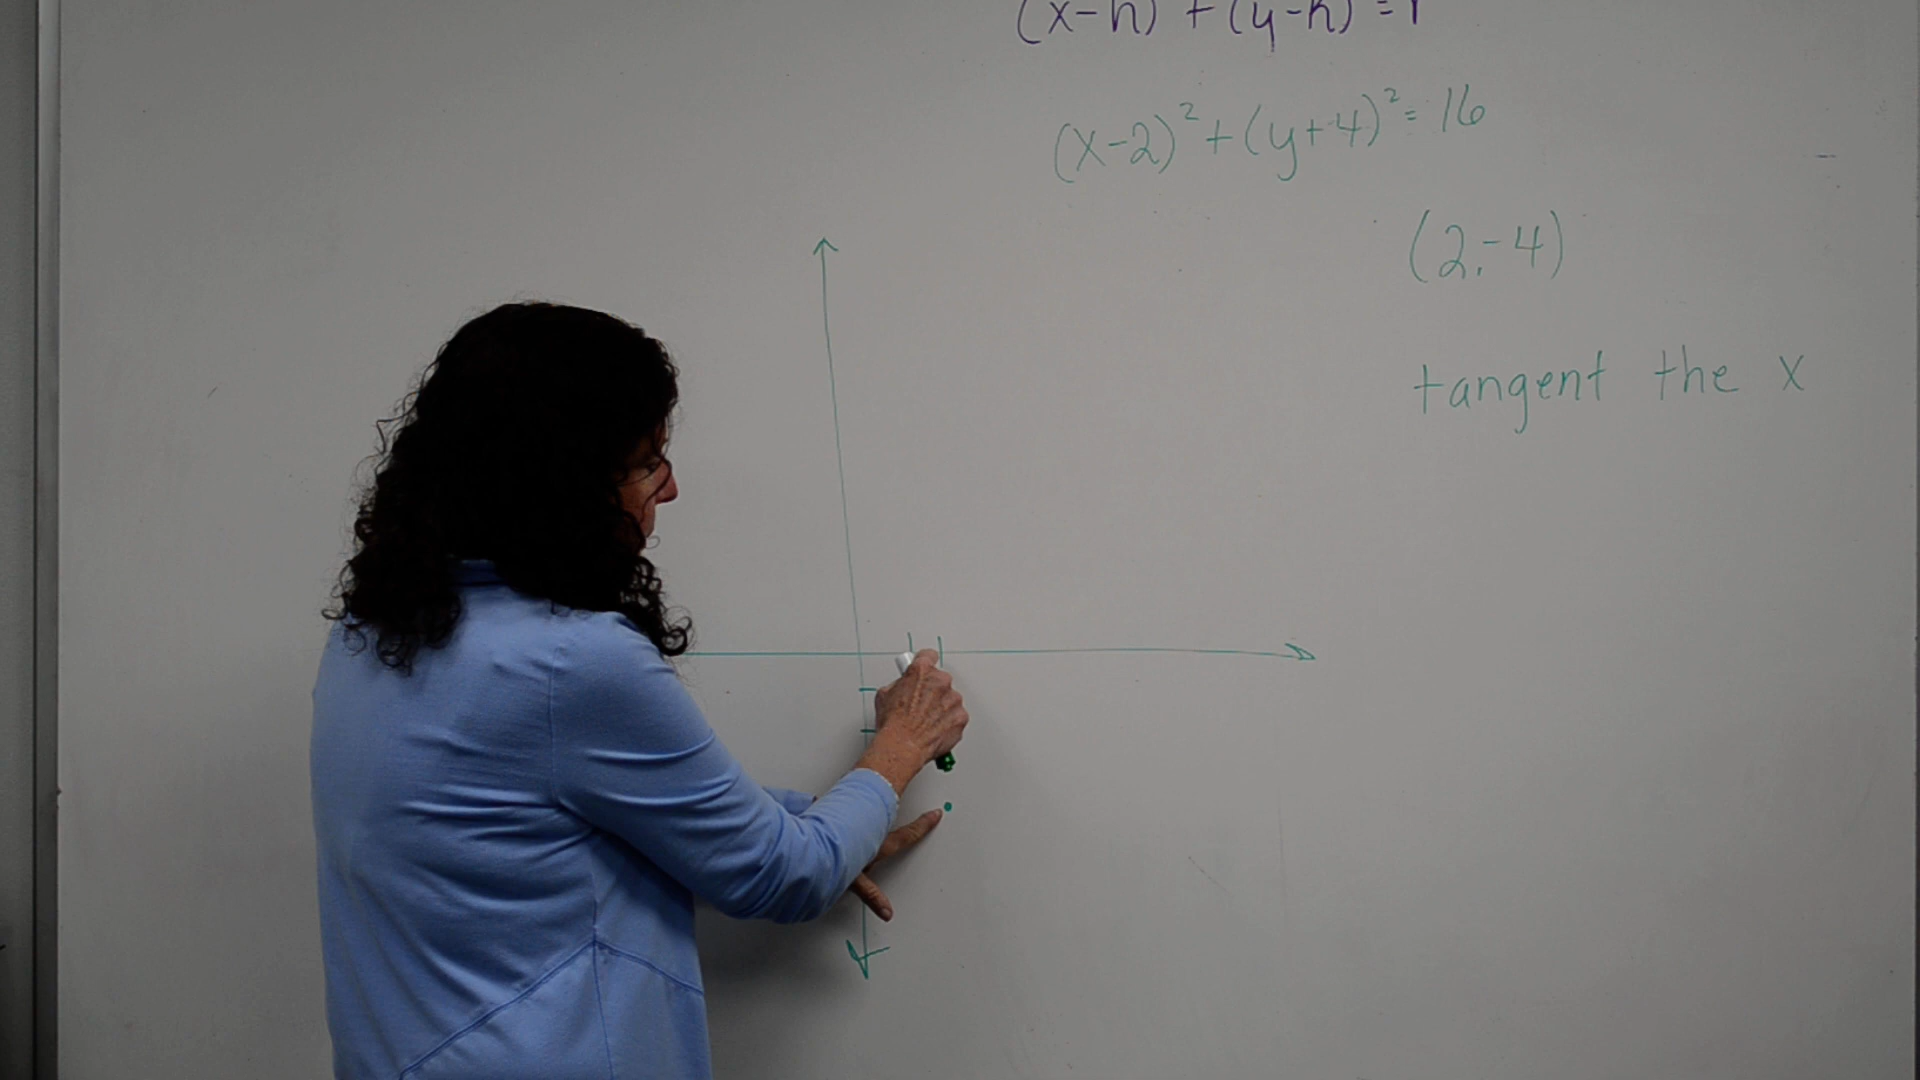 (x-h) + (y-k) = r
(x-2)² + (y+4)² = 16
(2,-4)
tangent the x